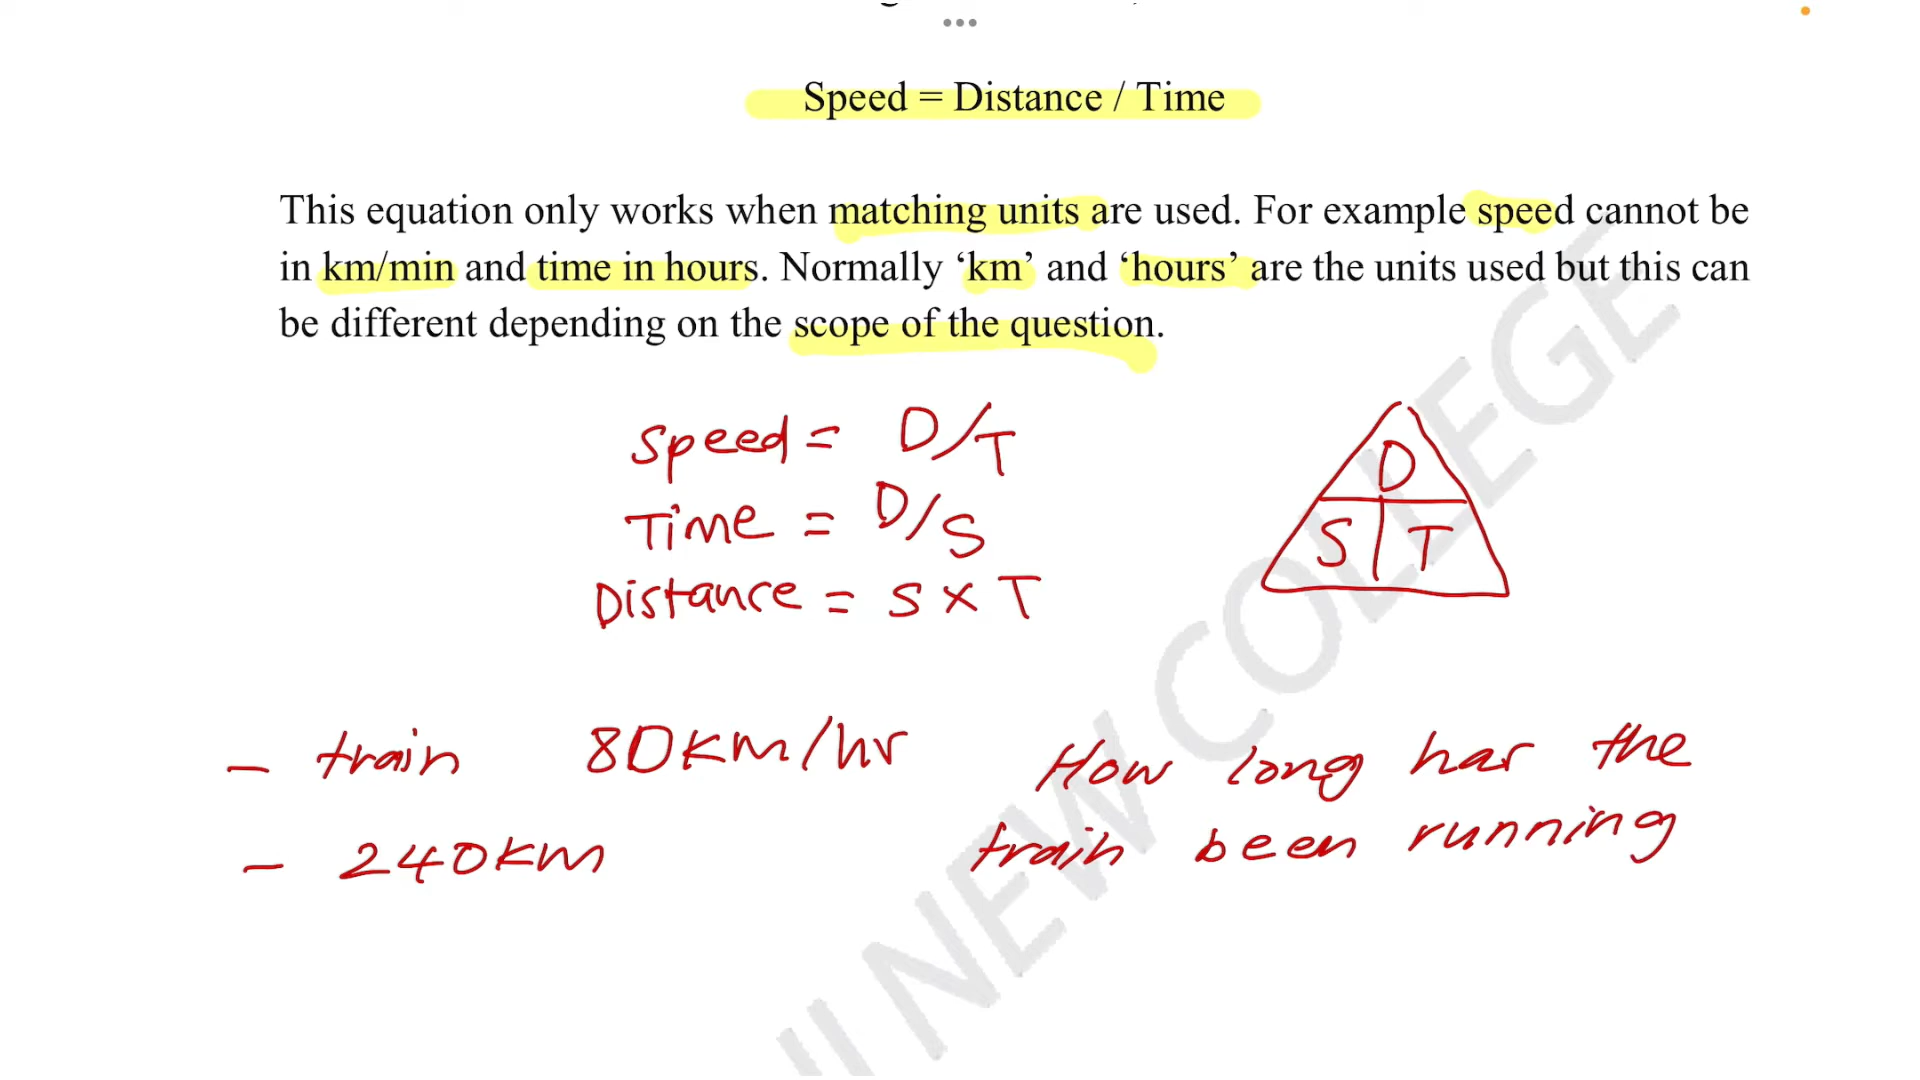 Speed = Distance / Time
This equation only works when matching units are used. For example speed cannot be
in km/min and time in hours. Normally ‘km’ and ‘hours’ are the units used but this can
be different depending on the scope of the question.
Speed = D/T
Time = D/S
Distance = S x T
D
S T
- train 80km/hr
- 240km
How long has the
train been running
NEW COLLEGE